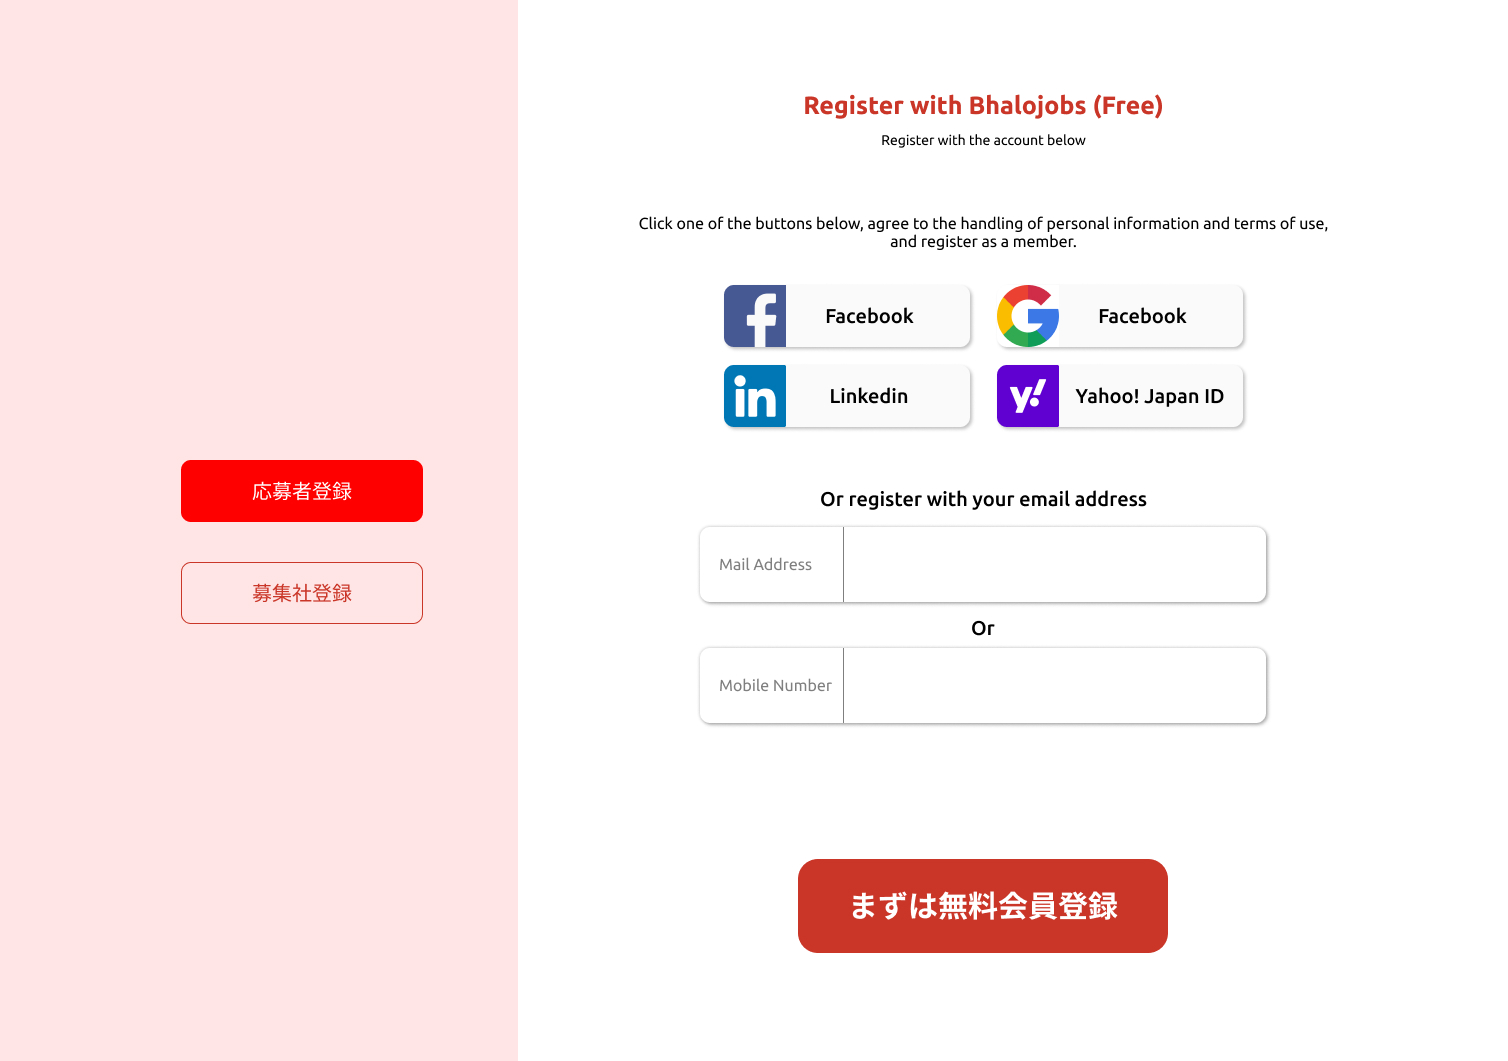 応募者登録
募集社登録
Register with Bhalojobs (Free)
Register with the account below
Click one of the buttons below, agree to the handling of personal information and terms of use,
and register as a member.
Facebook
Facebook
Linkedin
Yahoo! Japan ID
Or register with your email address
Mail Address
Or
Mobile Number
まずは無料会員登録